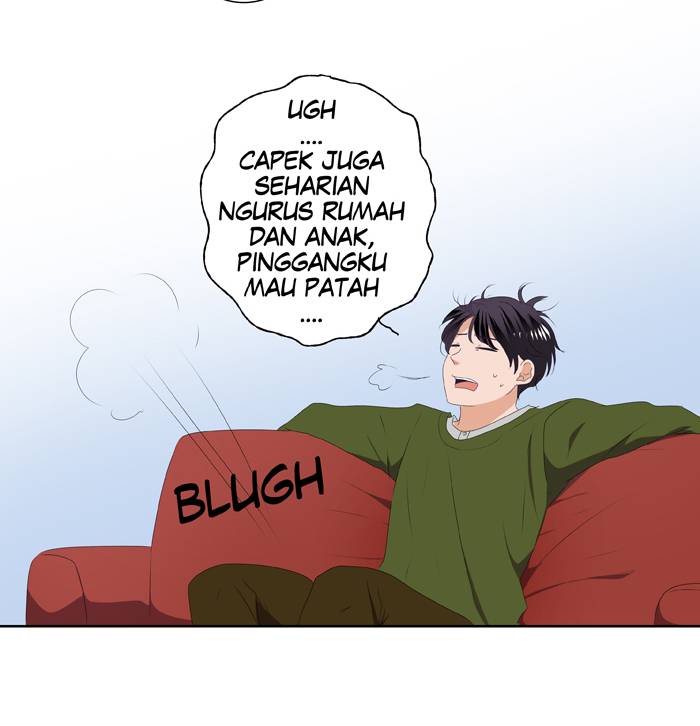 UGH
....
CAPEK JUGA
SEHARIAN
NGURUS RUMAH
DAN ANAK,
PINGGANGKU
MAU PATAH
....
BLUGH